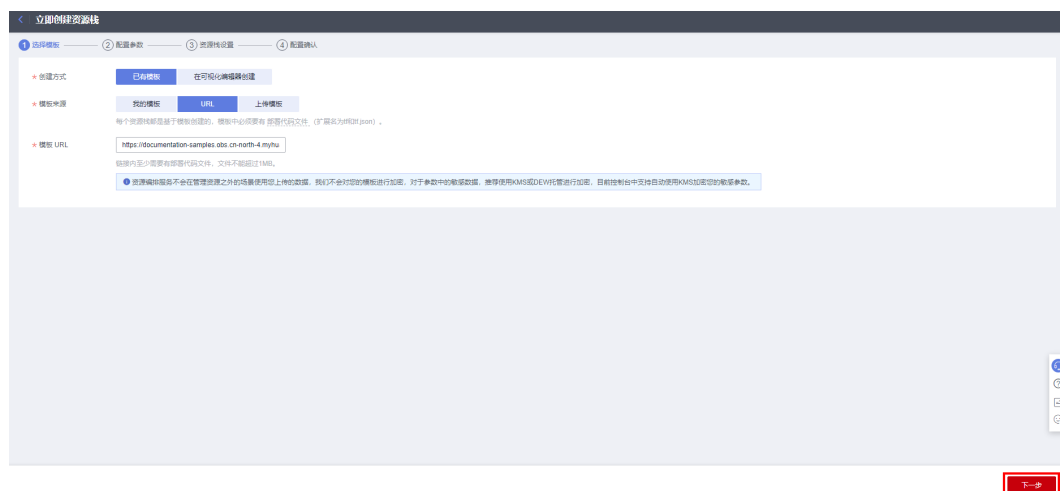 立即创建资源栈
1 选择模板 2 配置参数 3 资源栈设置 4 配置确认
* 创建方式 已有模板 在可视化编辑器创建
* 模板来源 我的模板 URL 上传模板
每个资源栈都是基于模板创建的，模板中必须要有 部署代码文件 （扩展名为tf和tf.json）。
* 模板 URL https://documentation-samples.obs.cn-north-4.myhu
链接内至少需要有部署代码文件，文件不能超过1MB。
资源编排服务不会在管理资源之外的场景使用您上传的数据，我们不会对您的模板进行加密，对于参数中的敏感数据，推荐使用KMS或DEW托管进行加密，目前控制台中支持自动使用KMS加密您的敏感参数。
下一步